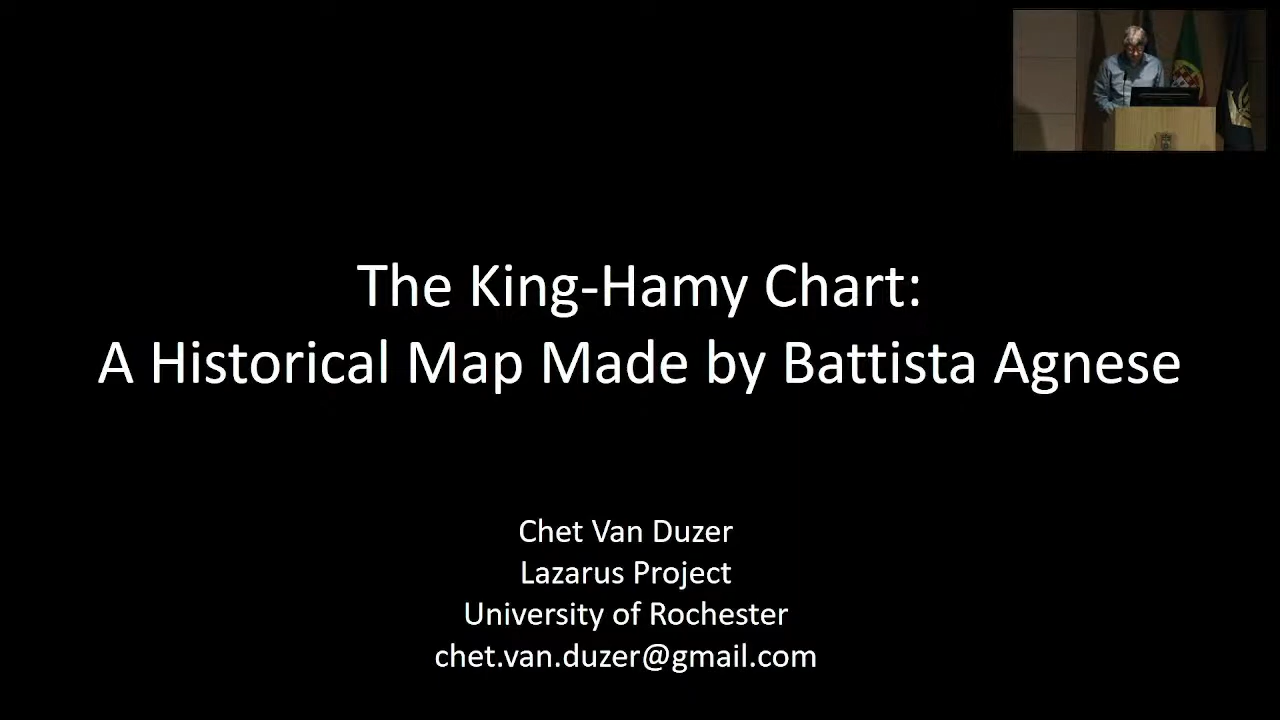 The King-Hamy Chart:
A Historical Map Made by Battista Agnese
Chet Van Duzer
Lazarus Project
University of Rochester
chet.van.duzer@gmail.com